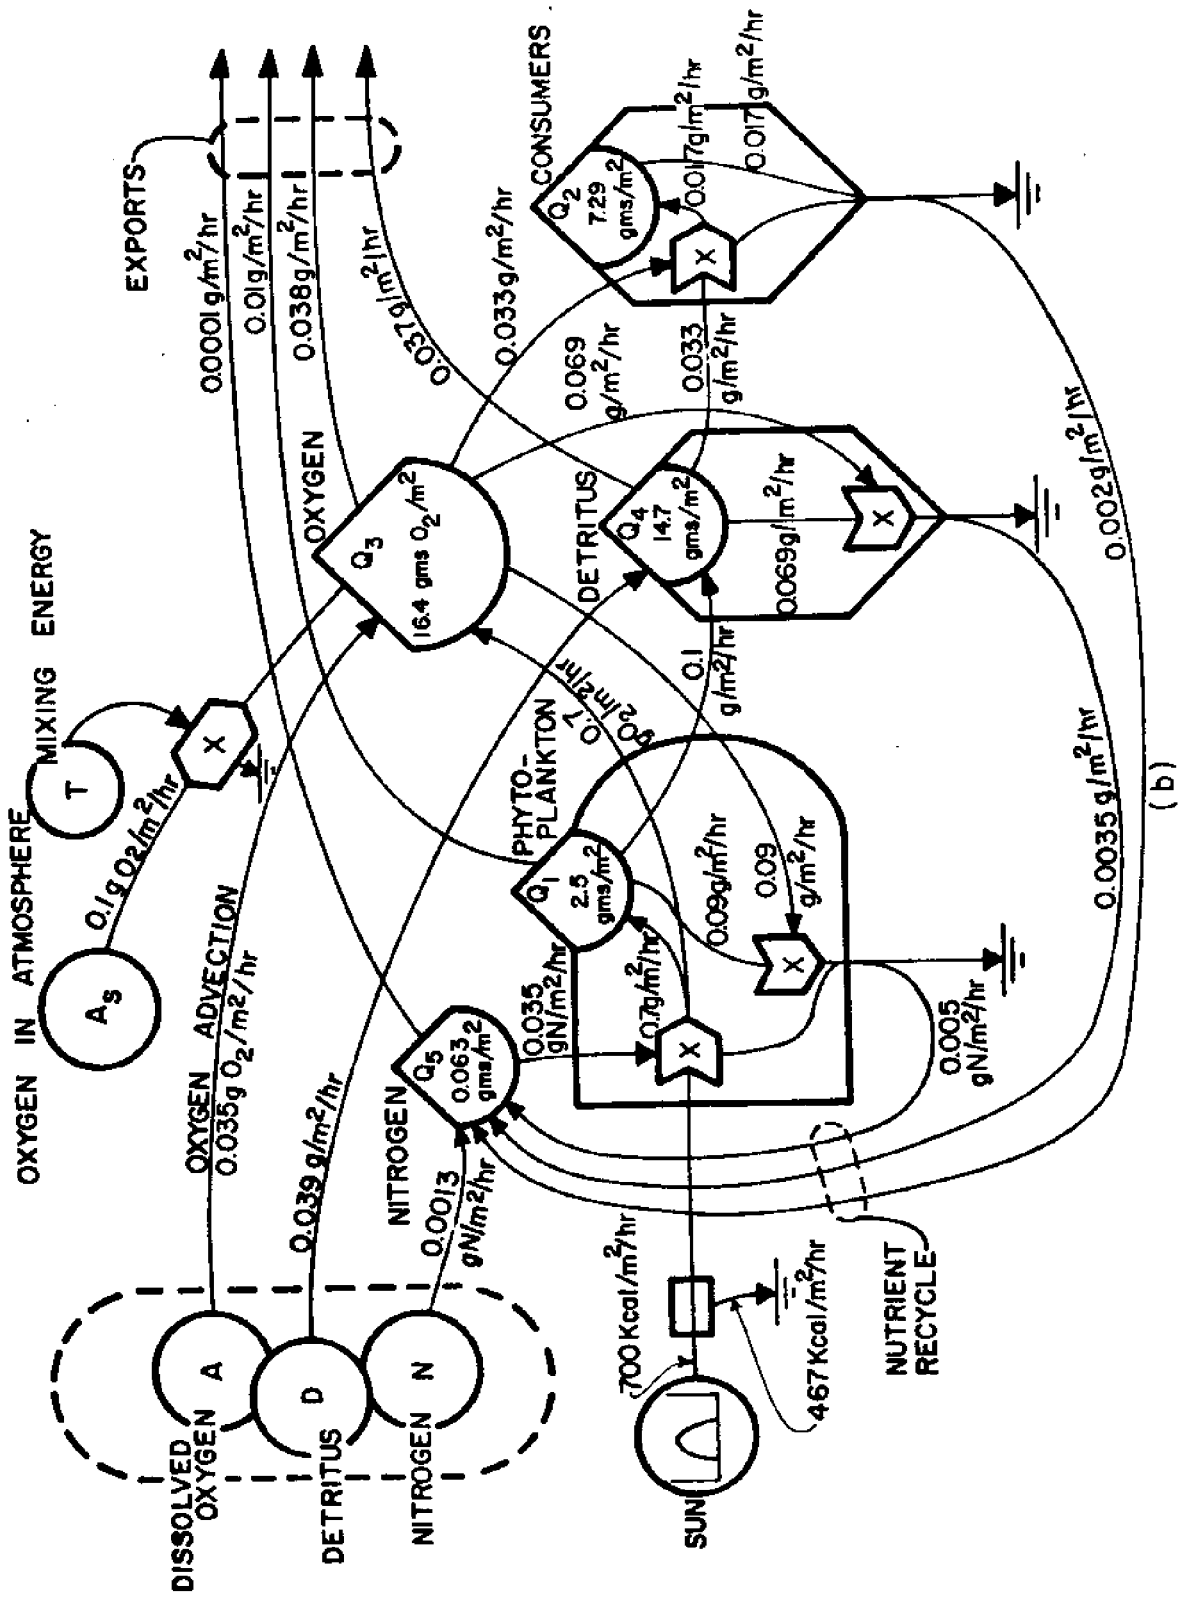 OXYGEN IN ATMOSPHERE
MIXING ENERGY
T
As
X
0.1g O2/m2/hr
EXPORTS
0.0001g/m2/hr
0.01g/m2/hr
0.038g/m2/hr
0.037g/m2/hr
OXYGEN ADVECTION
0.035g O2/m2/hr
OXYGEN
Q3
16.4 gms O2/m2
DISSOLVED
OXYGEN
A
DETRITUS
D
NITROGEN
N
0.039 g/m2/hr
0.0013
gN/m2/hr
NITROGEN
Q5
0.063
gms/m2
0.035
gN/m2/hr
PHYTO-
PLANKTON
Q1
2.5
gms/m2
0.7
gO2/m2/hr
0.7g/m2/hr
X
0.09g/m2/hr
0.09
g/m2/hr
X
0.1
g/m2/hr
DETRITUS
Q4
14.7
gms/m2
0.069g/m2/hr
X
0.069
g/m2/hr
0.033g/m2/hr
0.033
g/m2/hr
CONSUMERS
Q2
7.29
gms/m2
X
0.017g/m2/hr
0.017g/m2/hr
SUN
700Kcal/m2/hr
467Kcal/m2/hr
NUTRIENT
RECYCLE
0.005
gN/m2/hr
0.0035g/m2/hr
0.002g/m2/hr
(b)